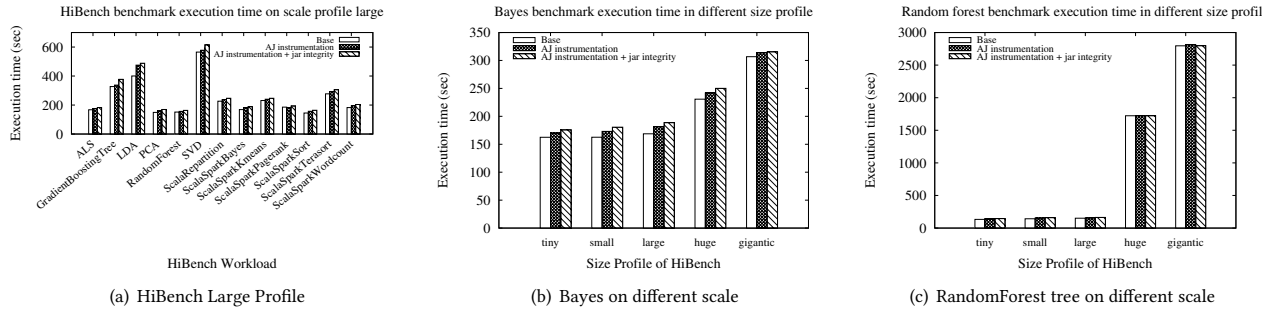 HiBench benchmark execution time on scale profile large
Execution time (sec)
600
400
200
0
Base
AJ instrumentation
AJ instrumentation + jar integrity
ALS
GradientBoostingTree
LDA
PCA
RandomForest
SVD
ScalaRepartition
ScalaSparkBayes
ScalaSparkKmeans
ScalaSparkPagerank
ScalaSparkSort
ScalaSparkTerasort
ScalaSparkWordcount
HiBench Workload
(a) HiBench Large Profile
Bayes benchmark execution time in different size profile
Execution time (sec)
350
300
250
200
150
100
50
0
Base
AJ instrumentation
AJ instrumentation + jar integrity
tiny
small
large
huge
gigantic
Size Profile of HiBench
(b) Bayes on different scale
Random forest benchmark execution time in different size profil
Execution time (sec)
3000
2500
2000
1500
1000
500
0
Base
AJ instrumentation
AJ instrumentation + jar integrity
tiny
small
large
huge
gigantic
Size Profile of HiBench
(c) RandomForest tree on different scale